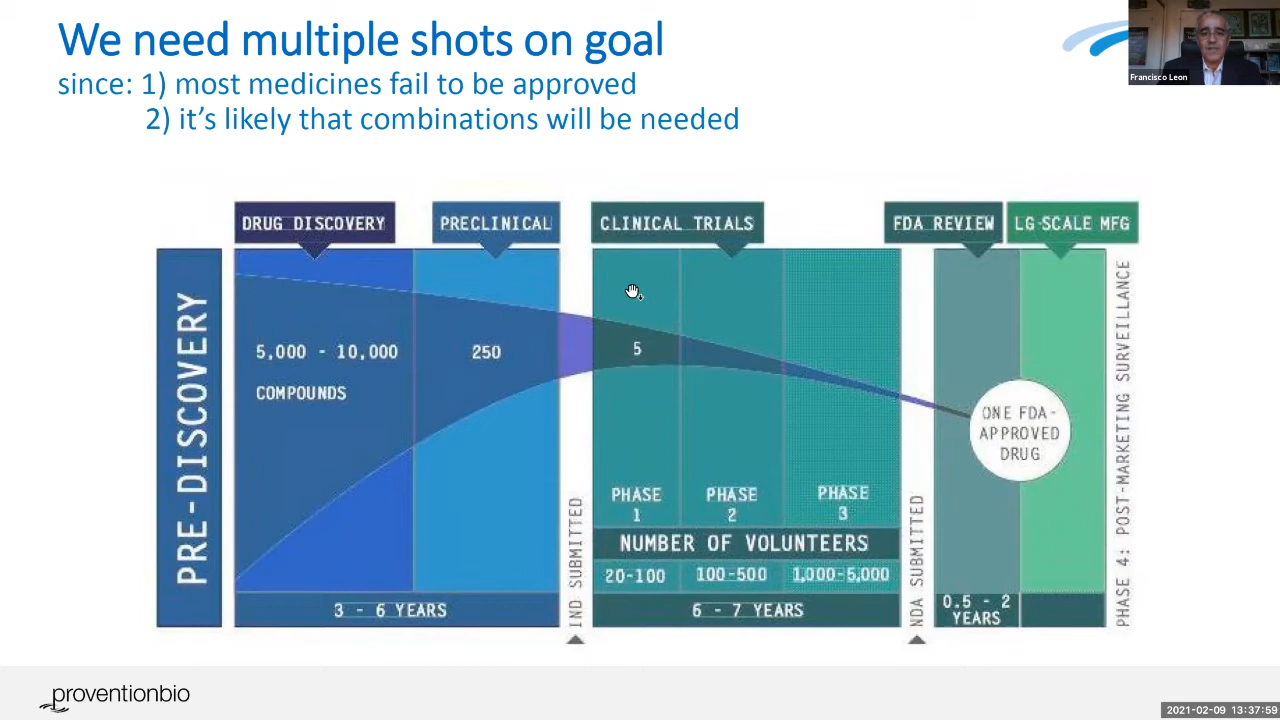 We need multiple shots on goal
since: 1) most medicines fail to be approved
2) it's likely that combinations will be needed
Francisco Leon
DRUG DISCOVERY
PRECLINICAL
CLINICAL TRIALS
FDA REVIEW
LG-SCALE MFG
PRE-DISCOVERY
5,000 - 10,000
COMPOUNDS
250
IND SUBMITTED
5
PHASE
1
PHASE
2
PHASE
3
NUMBER OF VOLUNTEERS
20-100
100-500
1,000-5,000
NDA SUBMITTED
ONE FDA-
APPROVED
DRUG
PHASE 4: POST-MARKETING SURVEILLANCE
3 - 6 YEARS
6 - 7 YEARS
0.5 - 2
YEARS
proventionbio
2021-02-09 13:37:59